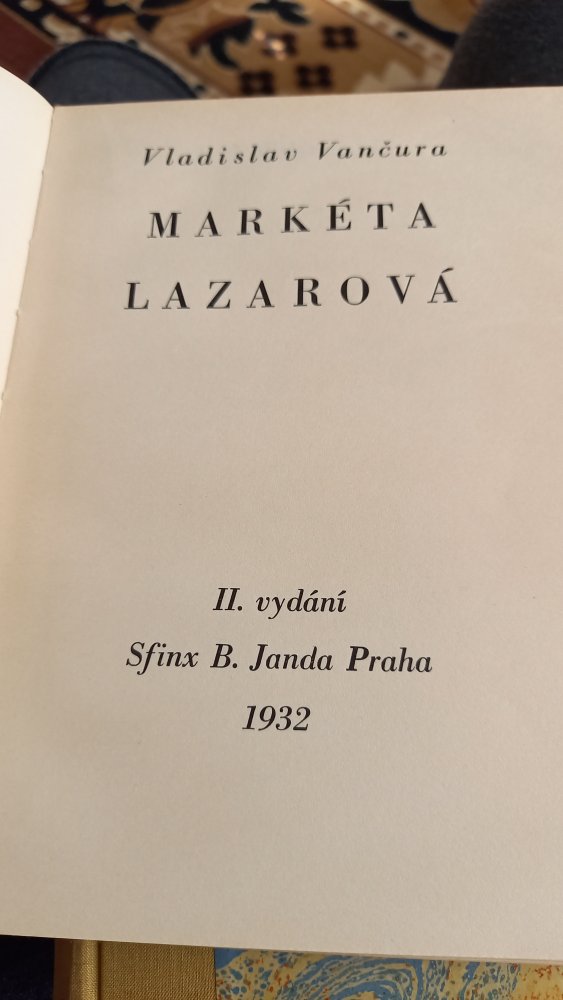 Vladislav Vančura
MARKÉTA
LAZAROVÁ
II. vydání
Sfinx B. Janda Praha
1932